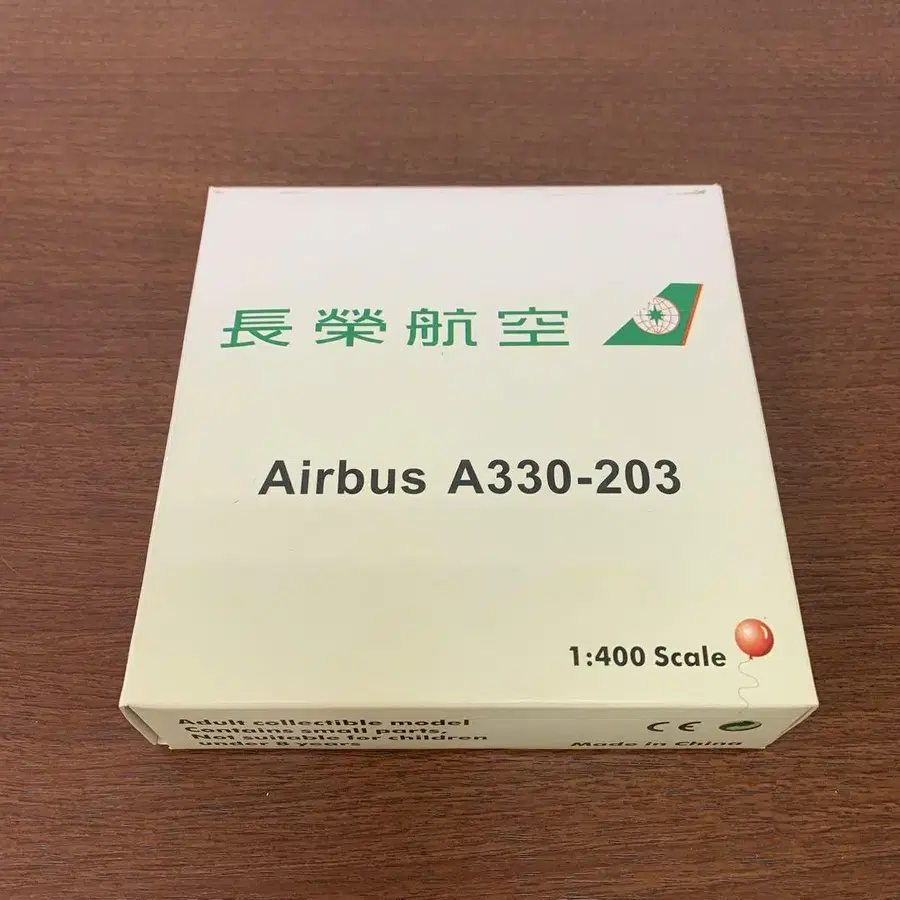 長榮航空
Airbus A330-203
1:400 Scale
Adult collectible model
Contains small parts,
Not suitable for children
under 8 years
CE
Made in China